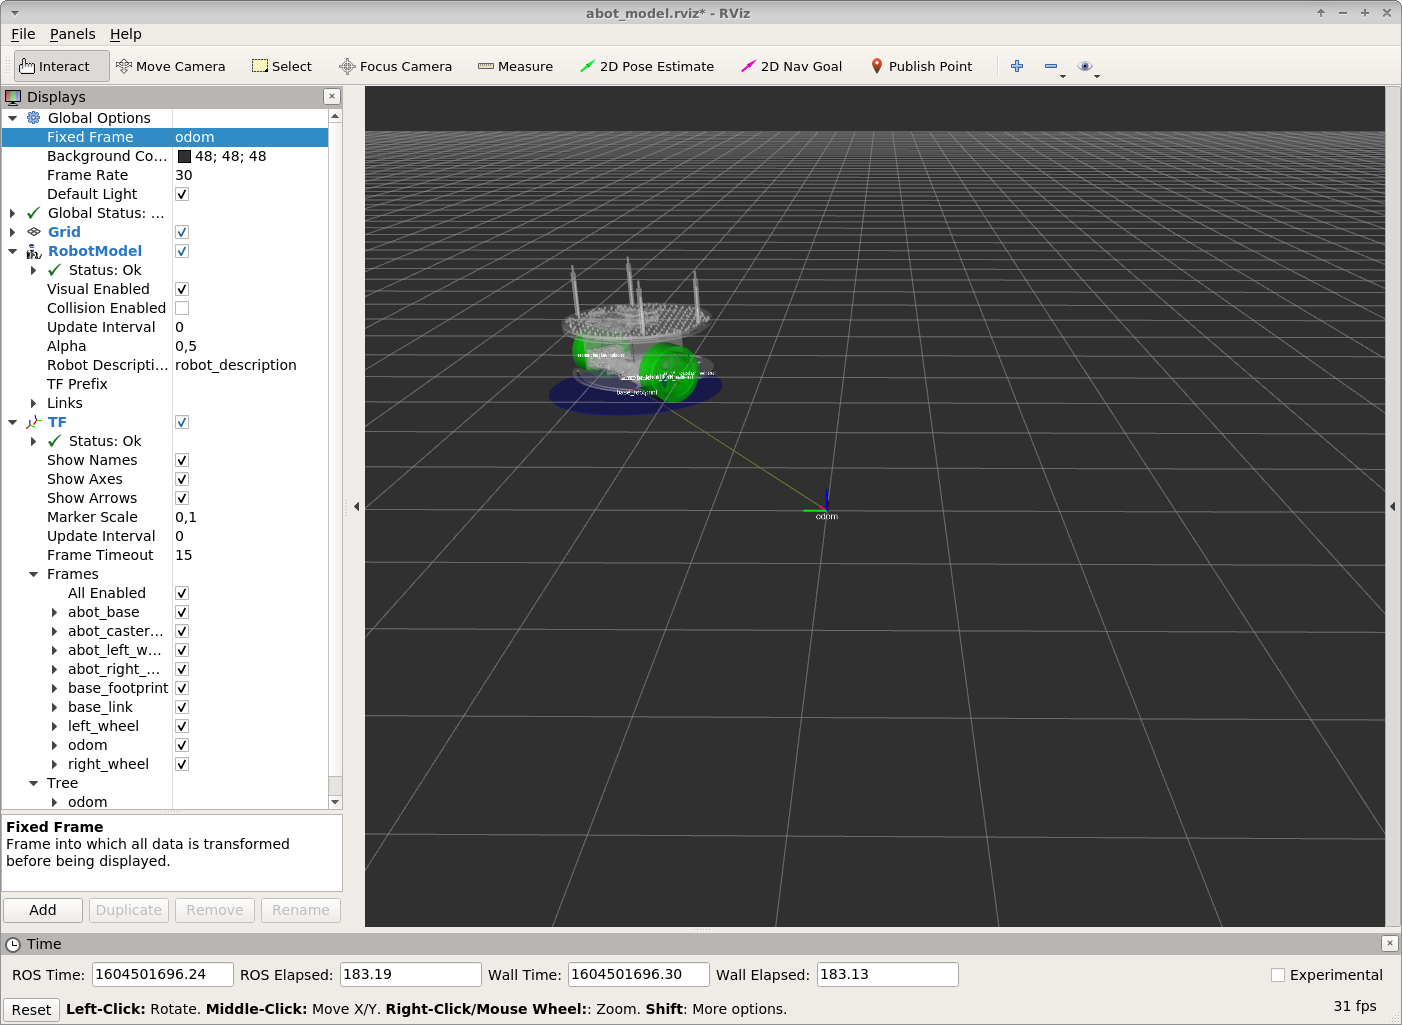 abot_model.rviz* - RViz
File Panels Help
Interact Move Camera Select Focus Camera Measure 2D Pose Estimate 2D Nav Goal Publish Point
Displays
Global Options
Fixed Frame odom
Background Co... 48; 48; 48
Frame Rate 30
Default Light
Global Status: ...
Grid
RobotModel
Status: Ok
Visual Enabled
Collision Enabled
Update Interval 0
Alpha 0,5
Robot Descripti... robot_description
TF Prefix
Links
TF
Status: Ok
Show Names
Show Axes
Show Arrows
Marker Scale 0,1
Update Interval 0
Frame Timeout 15
Frames
All Enabled
abot_base
abot_caster...
abot_left_w...
abot_right_...
base_footprint
base_link
left_wheel
odom
right_wheel
Tree
odom
Fixed Frame
Frame into which all data is transformed
before being displayed.
Add Duplicate Remove Rename
base_footprint
odom
Time
ROS Time: 1604501696.24 ROS Elapsed: 183.19 Wall Time: 1604501696.30 Wall Elapsed: 183.13 Experimental
Reset Left-Click: Rotate. Middle-Click: Move X/Y. Right-Click/Mouse Wheel:: Zoom. Shift: More options. 31 fps